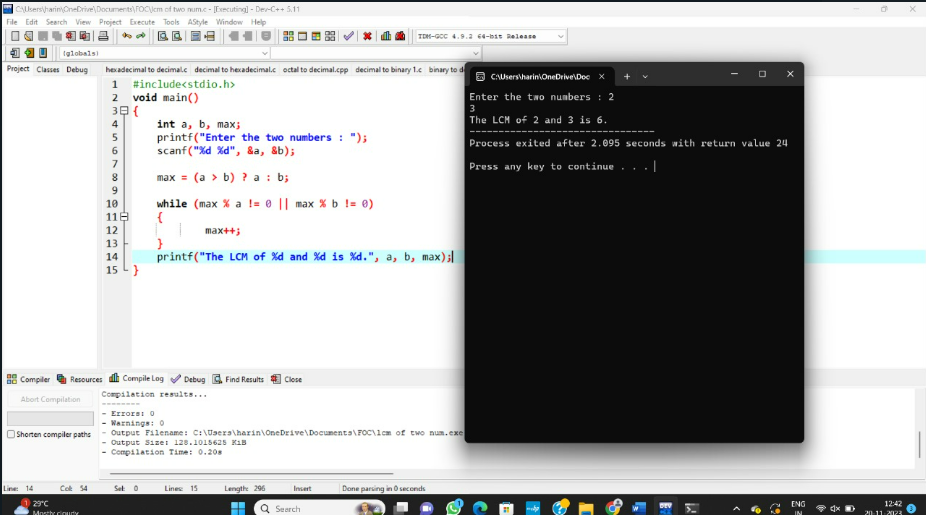 C:\Users\harin\OneDrive\Documents\FOC\lcm of two num.c - [Executing] - Dev-C++ 5.11
File Edit Search View Project Execute Tools AStyle Window Help
TDM-GCC 4.9.2 64-bit Release
(globals)
Project Classes Debug
hexadecimal to decimal.c decimal to hexadecimal.c octal to decimal.cpp decimal to binary 1.c binary to d
1 #include<stdio.h>
2 void main()
3 {
4 int a, b, max;
5 printf("Enter the two numbers : ");
6 scanf("%d %d", &a, &b);
7
8 max = (a > b) ? a : b;
9
10 while (max % a != 0 || max % b != 0)
11 {
12 max++;
13 }
14 printf("The LCM of %d and %d is %d.", a, b, max);
15 }
C:\Users\harin\OneDrive\Doc
Enter the two numbers : 2
3
The LCM of 2 and 3 is 6.
--------------------------------
Process exited after 2.095 seconds with return value 24
Press any key to continue . . .
Compiler Resources Compile Log Debug Find Results Close
Abort Compilation
Shorten compiler paths
Compilation results...
--------
- Errors: 0
- Warnings: 0
- Output Filename: C:\Users\harin\OneDrive\Documents\FOC\lcm of two num.exe
- Output Size: 128.1015625 KiB
- Compilation Time: 0.20s
Line: 14 Col: 54 Sel: 0 Lines: 15 Length: 296 Insert Done parsing in 0 seconds
1
29°C
Mostly cloudy
Search
1
DEV
ENG
IN
12:42
20-11-2023